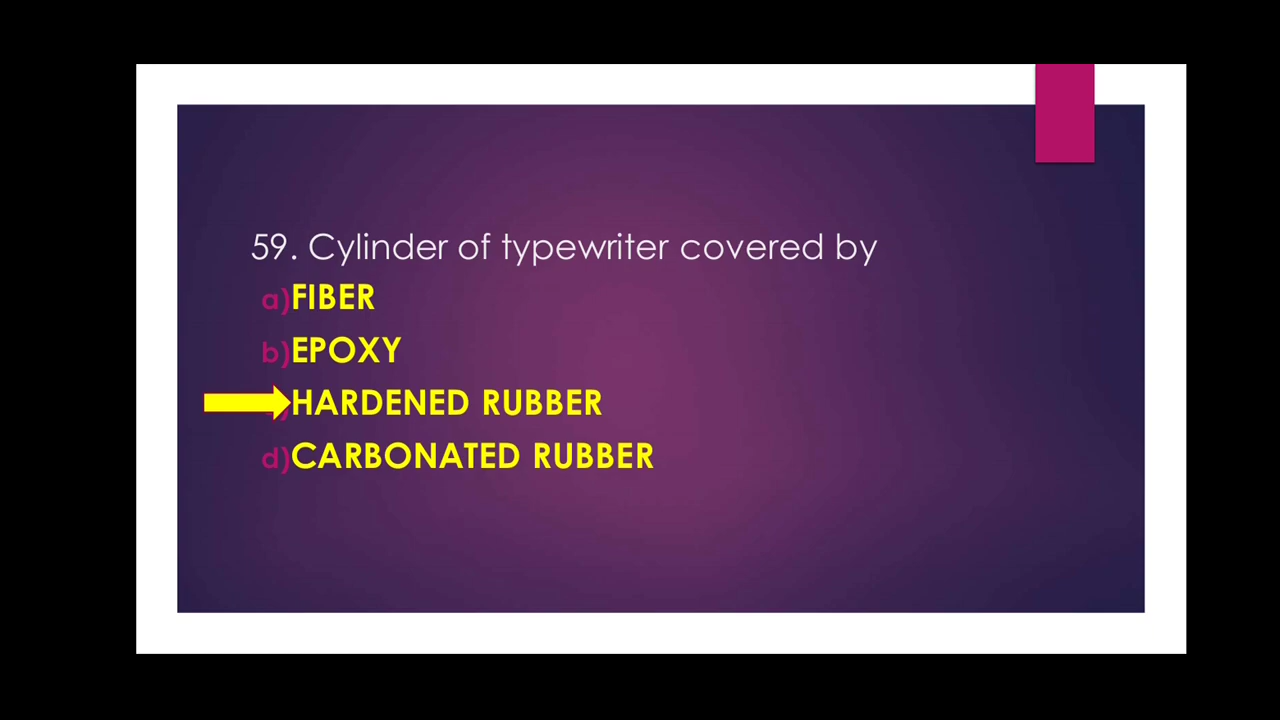 59. Cylinder of typewriter covered by
a)FIBER
b)EPOXY
)HARDENED RUBBER
d)CARBONATED RUBBER